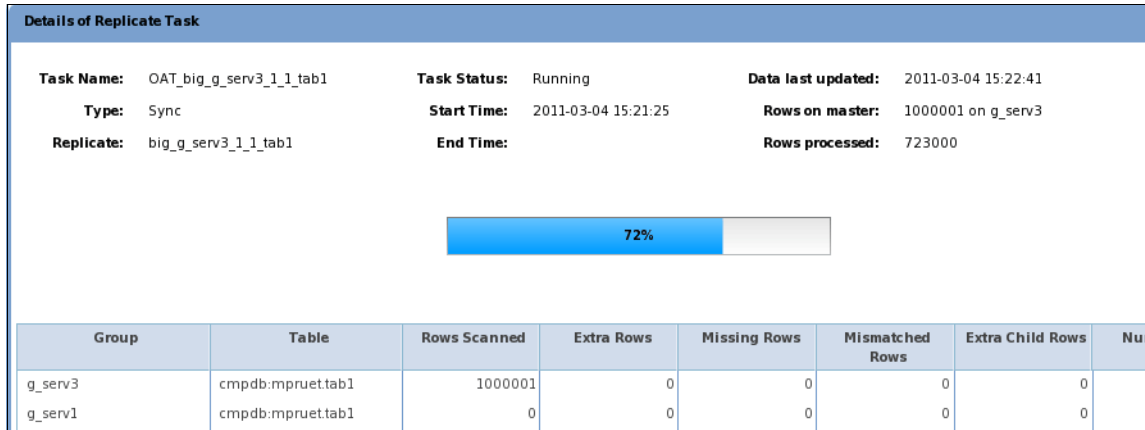 Details of Replicate Task
Task Name: OAT_big_g_serv3_1_1_tab1 Task Status: Running Data last updated: 2011-03-04 15:22:41
Type: Sync Start Time: 2011-03-04 15:21:25 Rows on master: 1000001 on g_serv3
Replicate: big_g_serv3_1_1_tab1 End Time: Rows processed: 723000
72%
Group Table Rows Scanned Extra Rows Missing Rows Mismatched Rows Extra Child Rows Nu
g_serv3 cmpdb:mpruet.tab1 1000001 0 0 0 0
g_serv1 cmpdb:mpruet.tab1 0 0 0 0 0